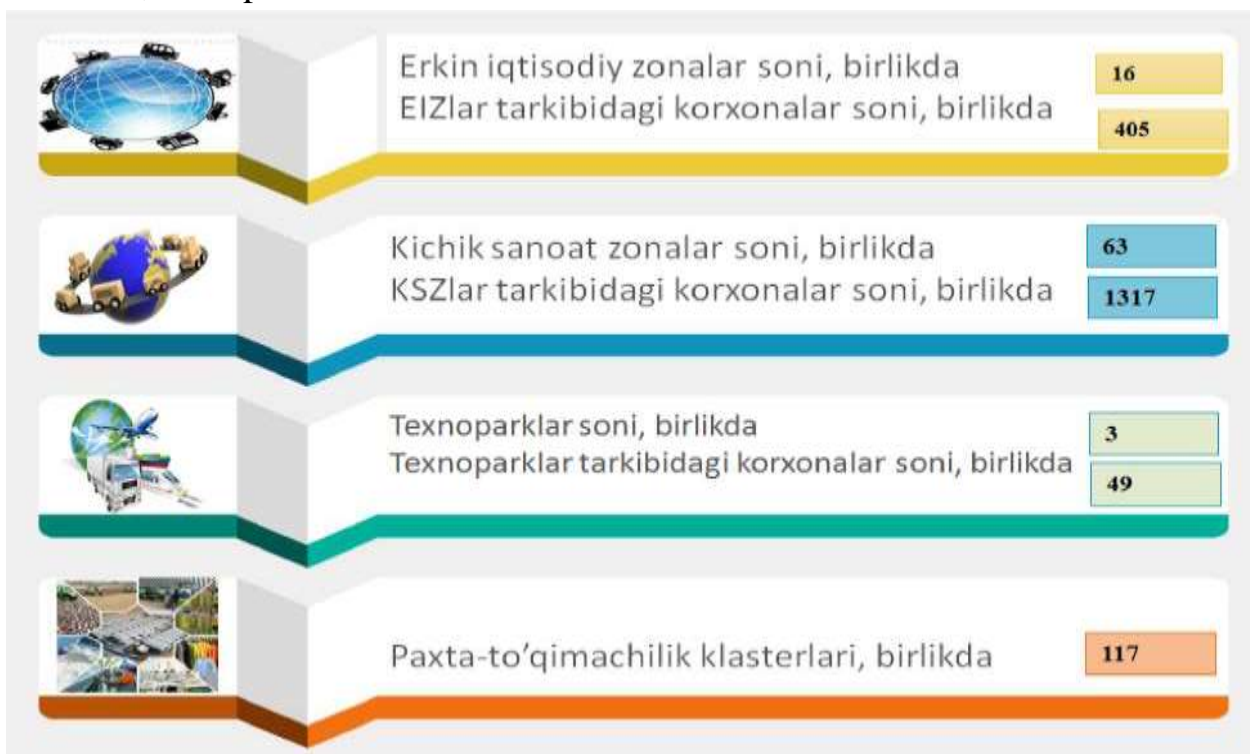 Erkin iqtisodiy zonalar soni, birlikda
16
EIZlar tarkibidagi korxonalar soni, birlikda
405
Kichik sanoat zonalar soni, birlikda
63
KSZlar tarkibidagi korxonalar soni, birlikda
1317
Texnoparklar soni, birlikda
3
Texnoparklar tarkibidagi korxonalar soni, birlikda
49
Paxta-to’qimachilik klasterlari, birlikda
117